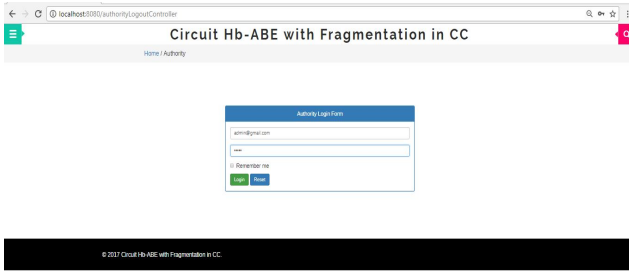 localhost:8080/authorityLogoutController
Circuit Hb-ABE with Fragmentation in CC
Home / Authority
Authority Login Form
admin@gmail.com
•••••
Remember me
Login Reset
© 2017 Circuit Hb-ABE with Fragmentation in CC.